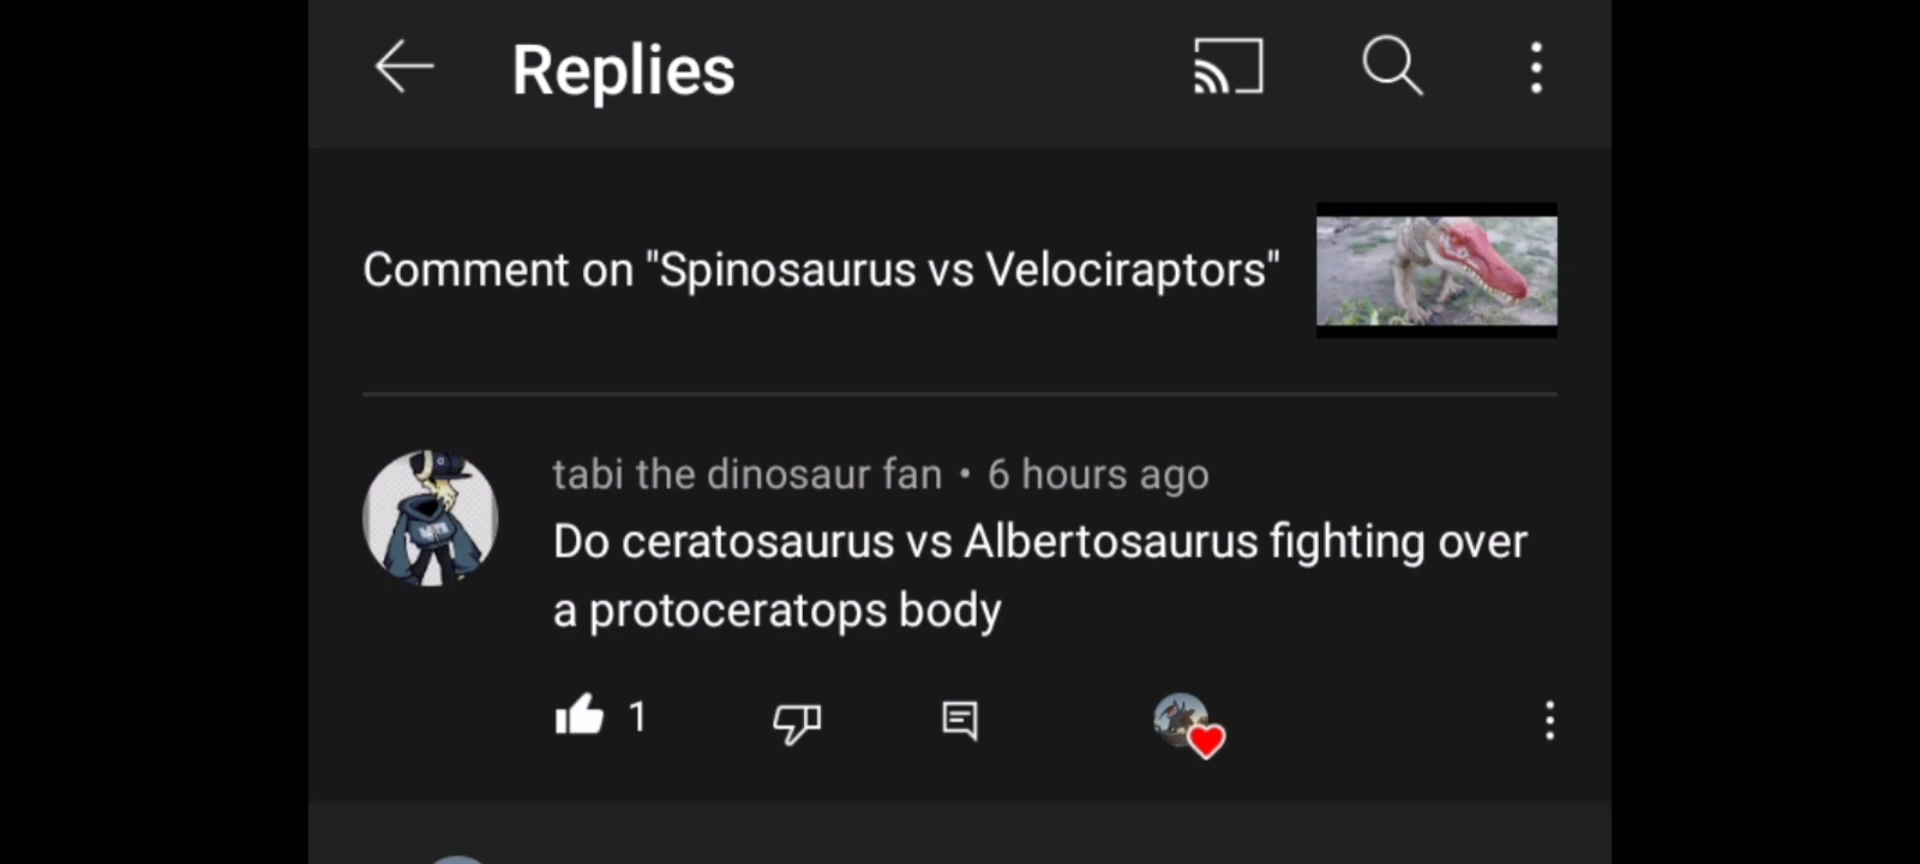 Replies
Comment on "Spinosaurus vs Velociraptors"
tabi the dinosaur fan • 6 hours ago
Do ceratosaurus vs Albertosaurus fighting over
a protoceratops body
1